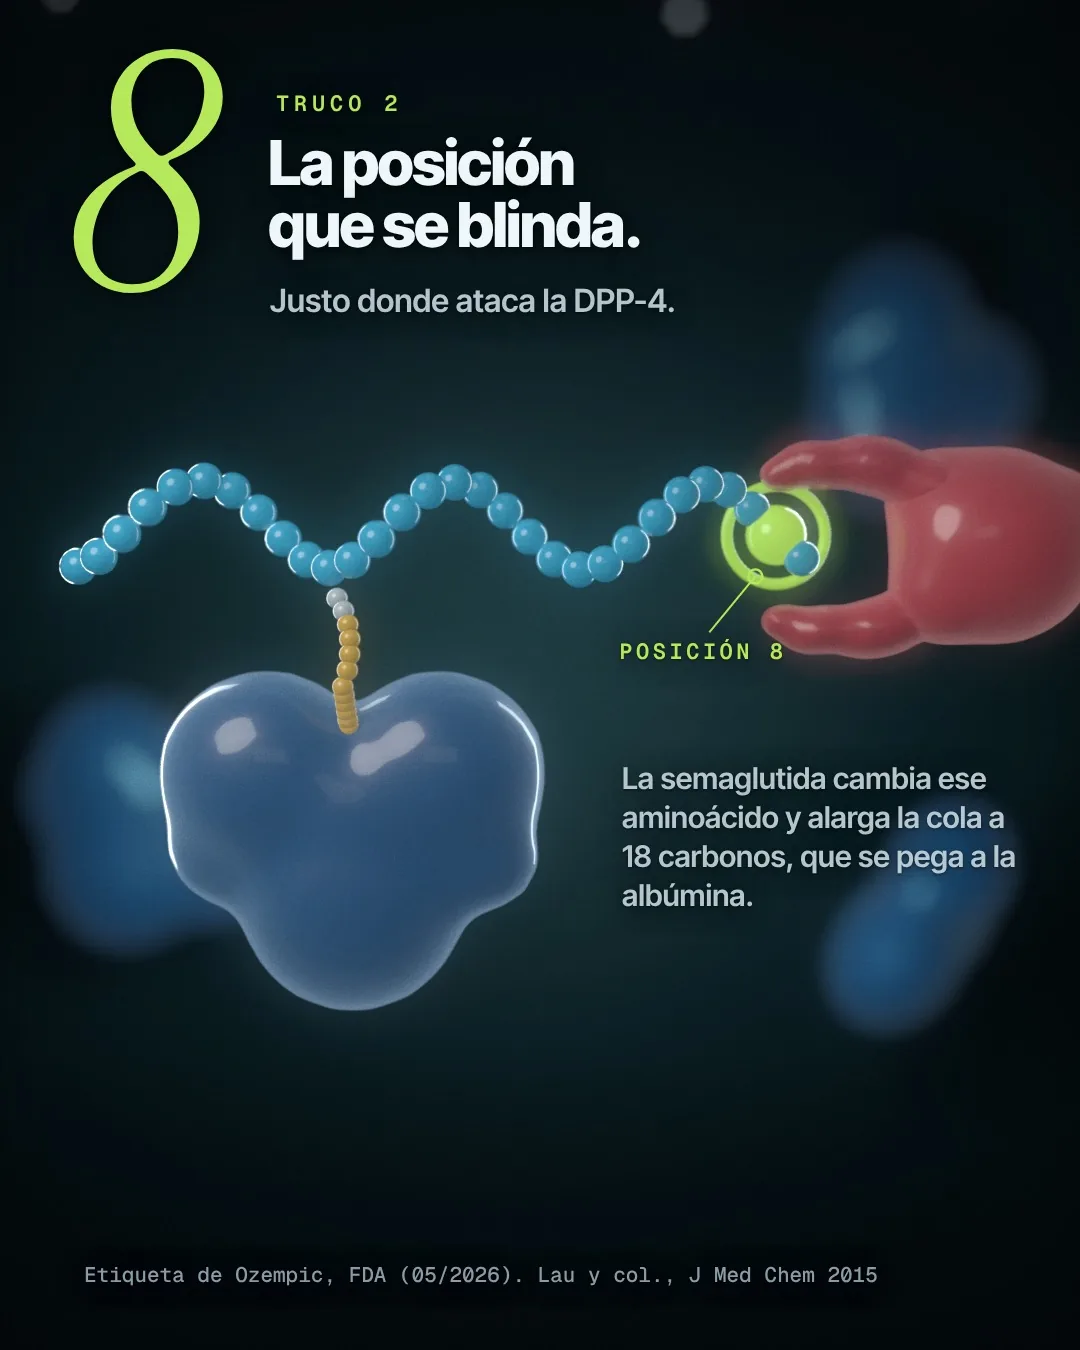 8
TRUCO 2
La posición
que se blinda.
Justo donde ataca la DPP-4.
POSICIÓN 8
La semaglutida cambia ese
aminoácido y alarga la cola a
18 carbonos, que se pega a la
albúmina.
Etiqueta de Ozempic, FDA (05/2026). Lau y col., J Med Chem 2015